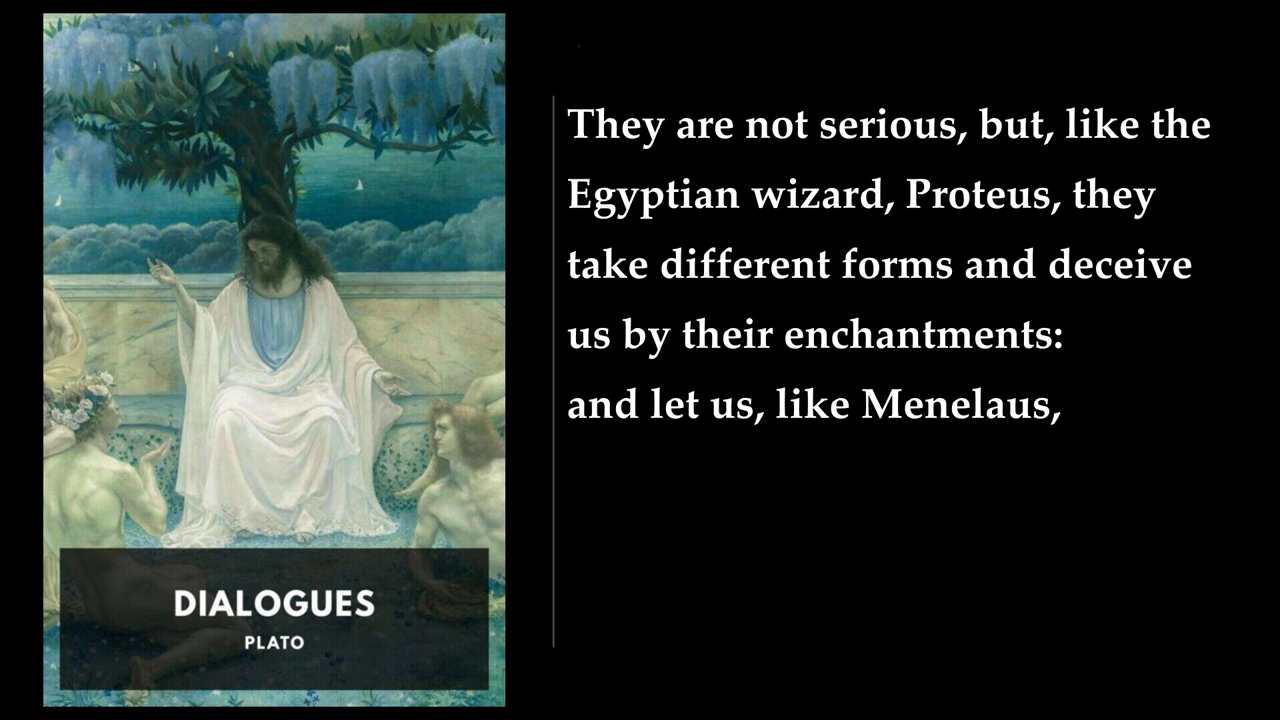 They are not serious, but, like the
Egyptian wizard, Proteus, they
take different forms and deceive
us by their enchantments:
and let us, like Menelaus,
DIALOGUES
PLATO